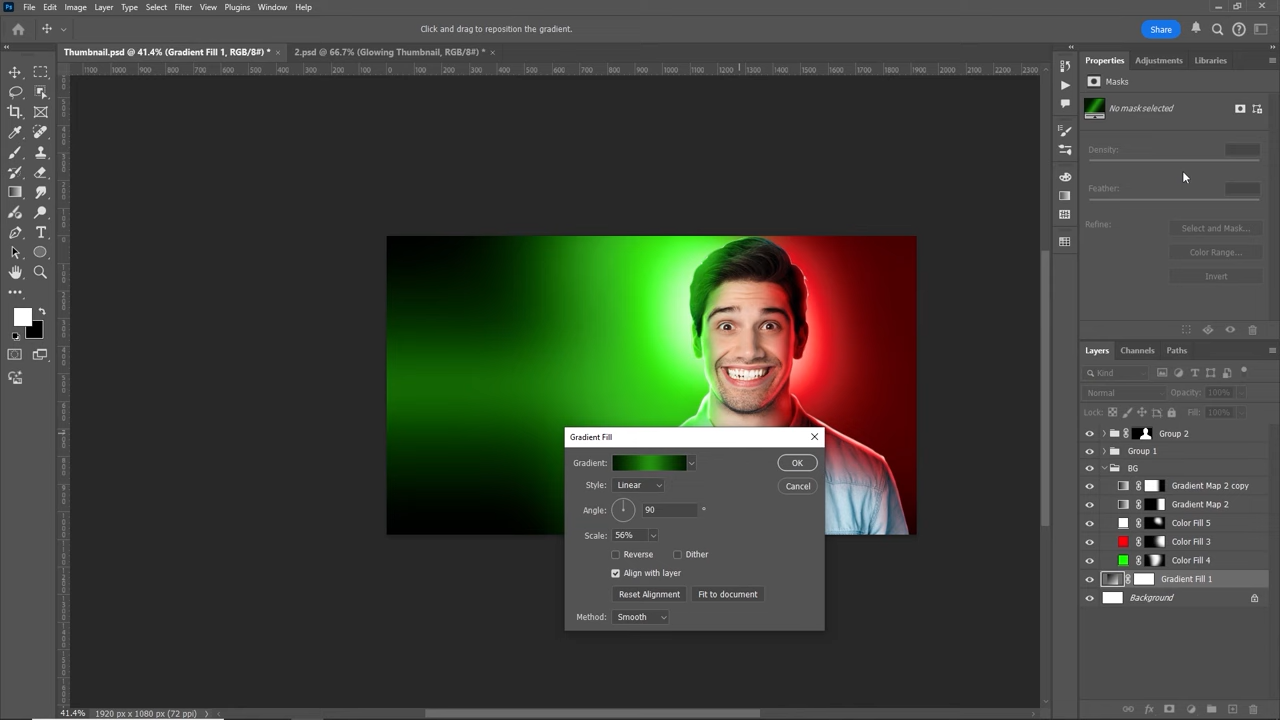 Ps File Edit Image Layer Type Select Filter View Plugins Window Help
Click and drag to reposition the gradient.
Share
Thumbnail.psd @ 41.4% (Gradient Fill 1, RGB/8#) * × 2.psd @ 66.7% (Glowing Thumbnail, RGB/8#) * ×
Properties Adjustments Libraries
Masks
No mask selected
Density:
Feather:
Refine:
Select and Mask...
Color Range...
Invert
Layers Channels Paths
Kind
Normal Opacity: 100%
Lock: Fill: 100%
Group 2
Group 1
BG
Gradient Map 2 copy
Gradient Map 2
Color Fill 5
Color Fill 3
Color Fill 4
Gradient Fill 1
Background
Gradient Fill
Gradient: OK
Style: Linear Cancel
Angle: 90 °
Scale: 56%
Reverse Dither
Align with layer
Reset Alignment Fit to document
Method: Smooth
41.4% 1920 px x 1080 px (72 ppi)